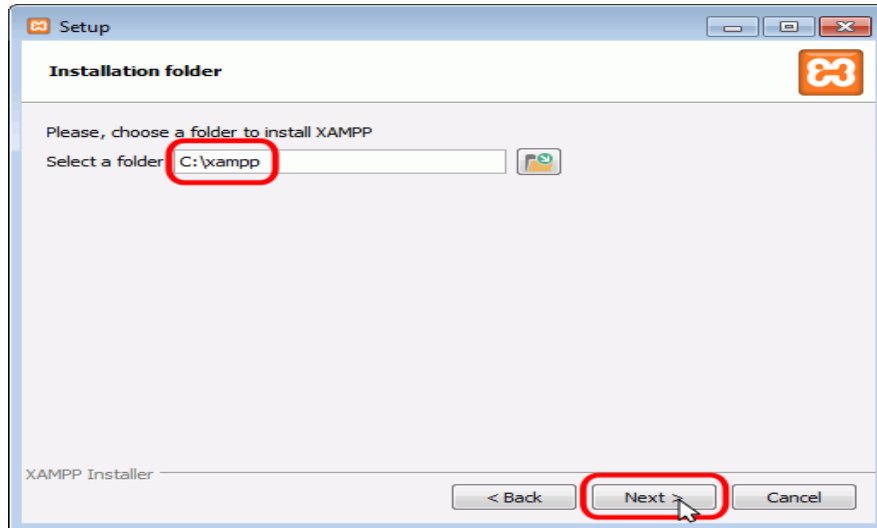 Setup
Installation folder
Please, choose a folder to install XAMPP
Select a folder C:\xampp
XAMPP Installer
< Back Next > Cancel